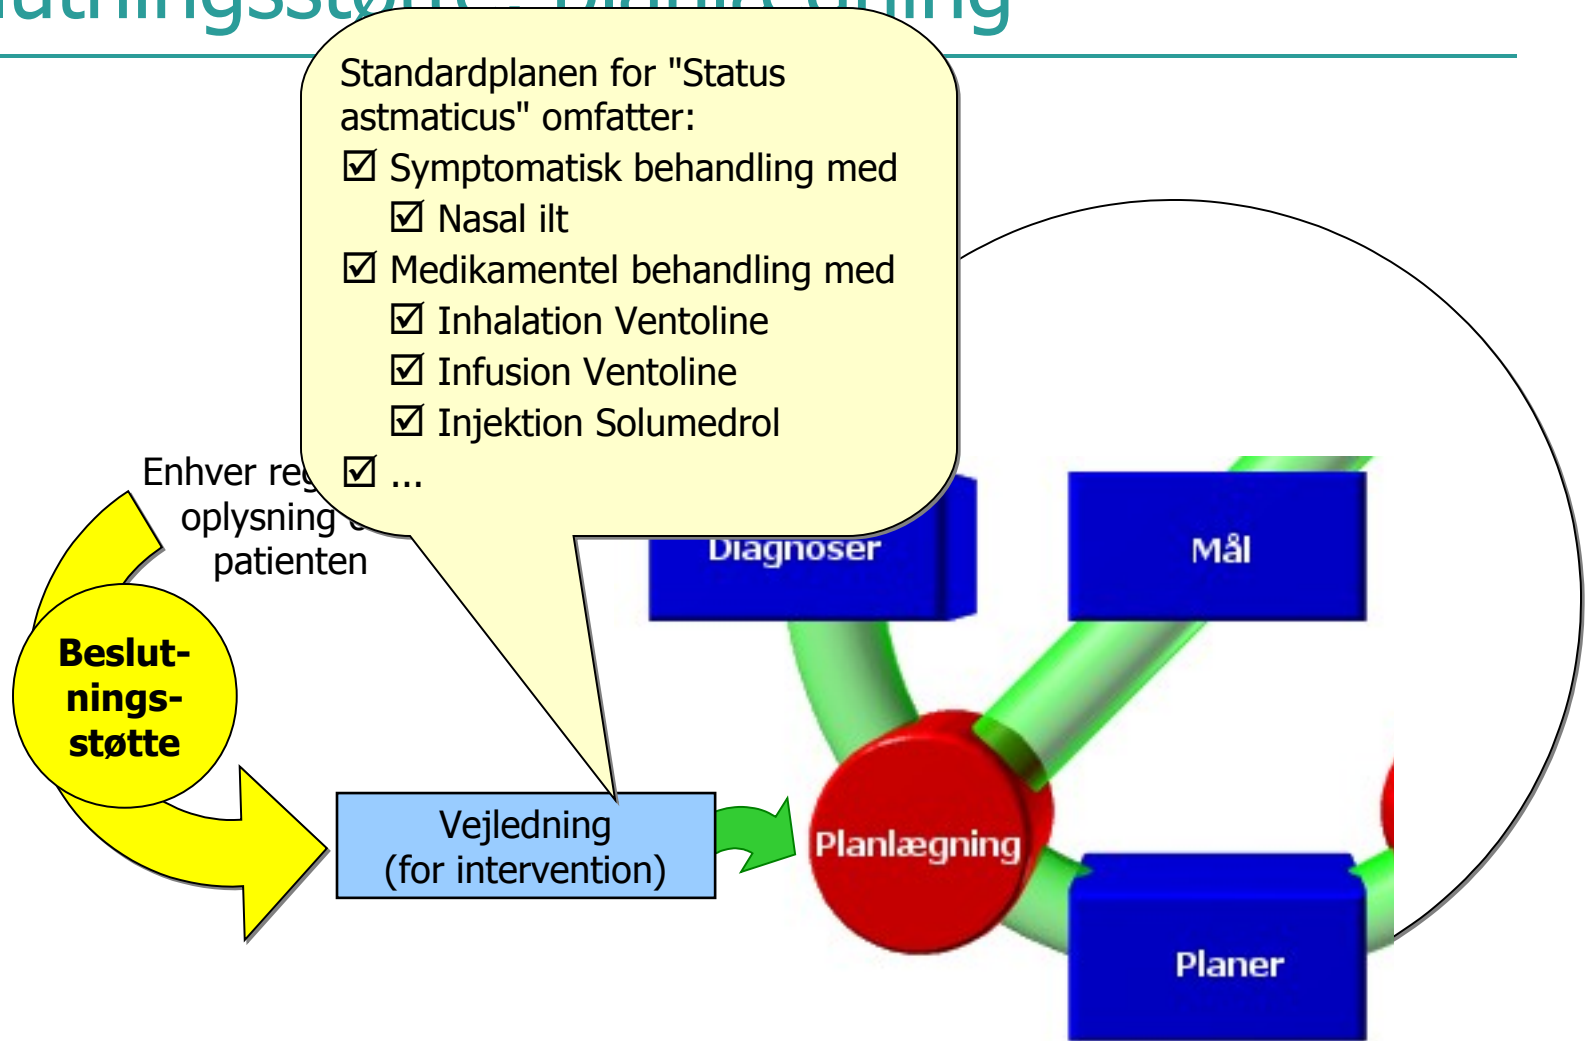 Standardplanen for "Status
astmaticus" omfatter:
☑ Symptomatisk behandling med
☑ Nasal ilt
☑ Medikamentel behandling med
☑ Inhalation Ventoline
☑ Infusion Ventoline
☑ Injektion Solumedrol
☑ ...
Enhver
oplysning
patienten
Beslut-
nings-
støtte
Vejledning
(for intervention)
Diagnoser
Mål
Planlægning
Planer